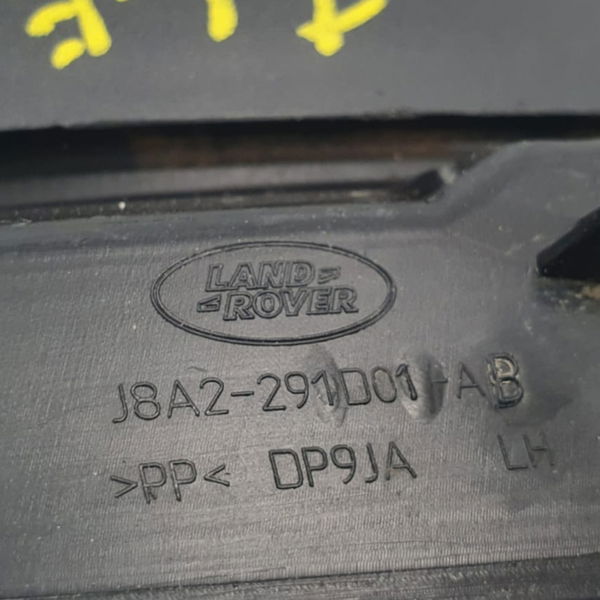 LAND
ROVER
J8A2-291D01-AB
>PP< DP9JA LH